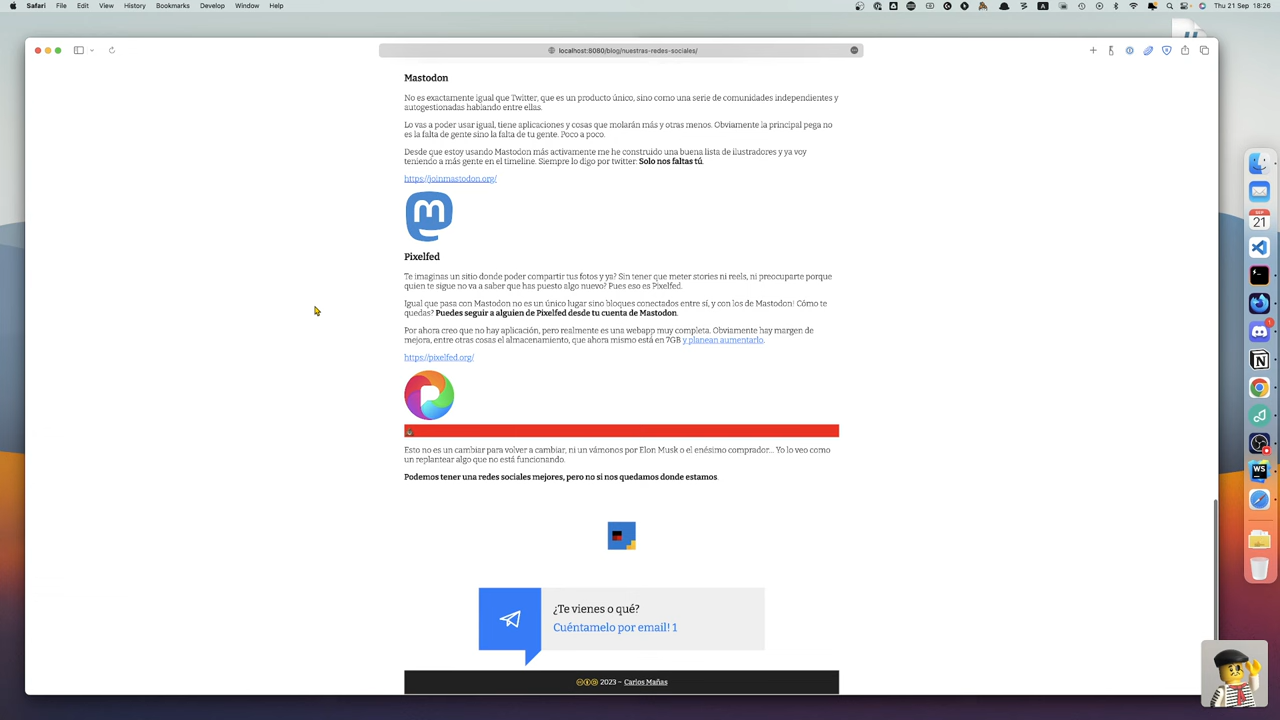 Safari File Edit View History Bookmarks Develop Window Help
Thu 21 Sep 18:26
localhost:8080/blog/nuestras-redes-sociales/
Mastodon
No es exactamente igual que Twitter, que es un producto único, sino como una serie de comunidades independientes y
autogestionadas hablando entre ellas.
Lo vas a poder usar igual, tiene aplicaciones y cosas que molarán más y otras menos. Obviamente la principal pega no
es la falta de gente sino la falta de tu gente. Poco a poco.
Desde que estoy usando Mastodon más activamente me he construido una buena lista de ilustradores y ya voy
teniendo a más gente en el timeline. Siempre lo digo por twitter: Solo nos faltas tú.
https://joinmastodon.org/
Pixelfed
Te imaginas un sitio donde poder compartir tus fotos y ya? Sin tener que meter stories ni reels, ni preocuparte porque
quien te sigue no va a saber que has puesto algo nuevo? Pues eso es Pixelfed.
Igual que pasa con Mastodon no es un único lugar sino bloques conectados entre sí, y con los de Mastodon! Cómo te
quedas? Puedes seguir a alguien de Pixelfed desde tu cuenta de Mastodon.
Por ahora creo que no hay aplicación, pero realmente es una webapp muy completa. Obviamente hay margen de
mejora, entre otras cosas el almacenamiento, que ahora mismo está en 7GB y planean aumentarlo.
https://pixelfed.org/
Esto no es un cambiar para volver a cambiar, ni un vámonos por Elon Musk o el enésimo comprador... Yo lo veo como
un replantear algo que no está funcionando.
Podemos tener una redes sociales mejores, pero no si nos quedamos donde estamos.
¿Te vienes o qué?
Cuéntamelo por email! 1
2023 – Carlos Mañas
SEP
21
WS